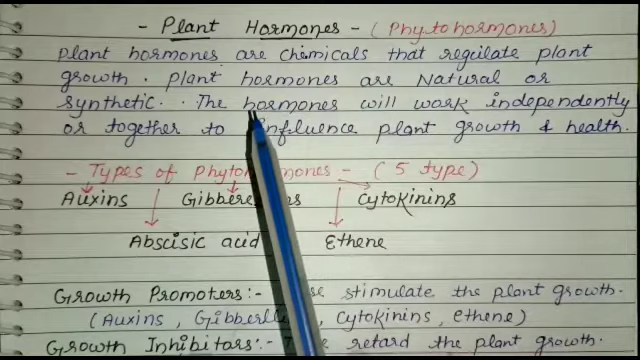 - Plant Hormones - (Phytohormones)
plant hormones are chemicals that regulate plant
growth. plant hormones are Natural or
synthetic. The hormones will work independently
or together to influence plant growth & health.
- Types of phyto - (5 type)
Auxins Cytokinins
Abscisic acid Ethene
Growth Promoters:- stimulate the plant growth.
(Auxins, Cytokinins, ethene)
Growth Inhibitors:- retard the plant growth.